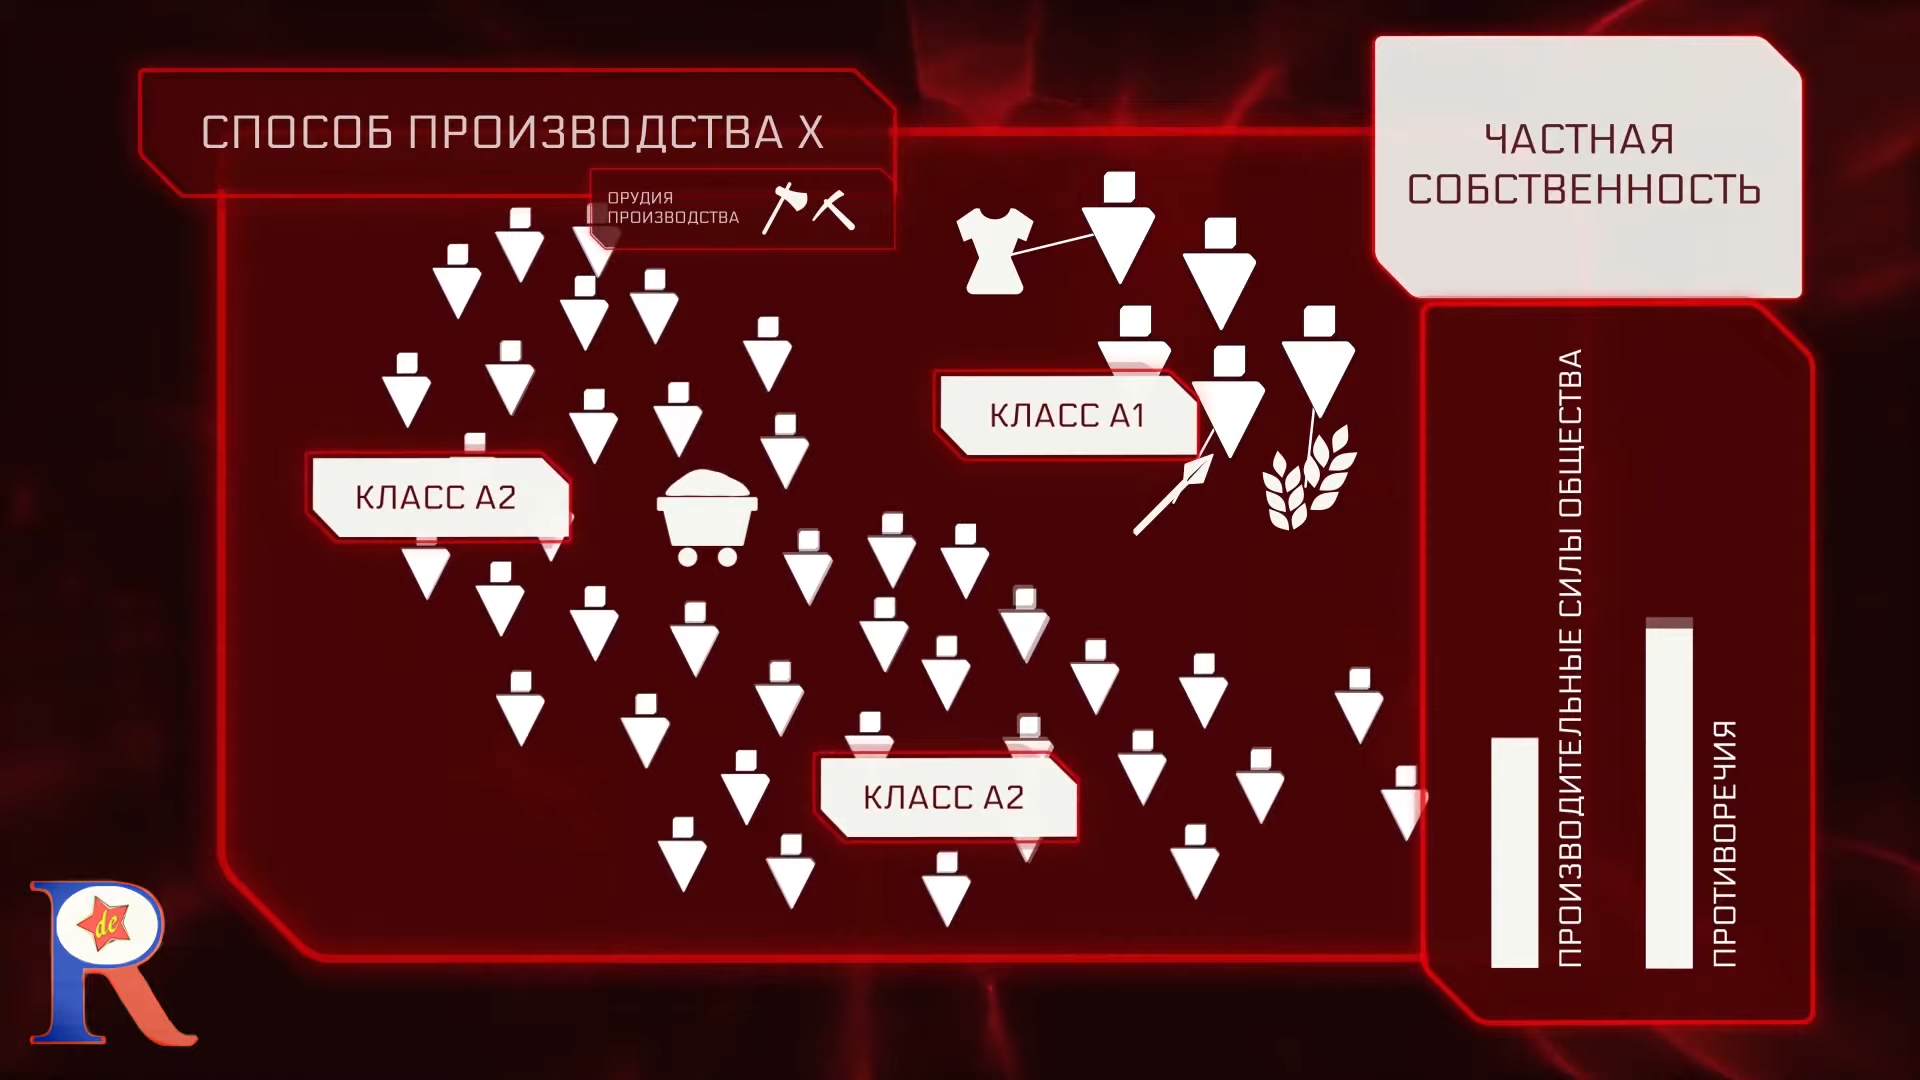 СПОСОБ ПРОИЗВОДСТВА X
ОРУДИЯ
ПРОИЗВОДСТВА
ЧАСТНАЯ
СОБСТВЕННОСТЬ
КЛАСС А1
КЛАСС А2
КЛАСС А2
ПРОИЗВОДИТЕЛЬНЫЕ СИЛЫ ОБЩЕСТВА
ПРОТИВОРЕЧИЯ
R
de